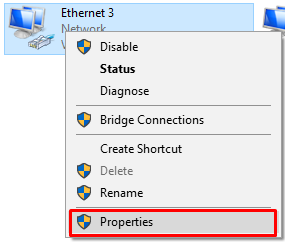 Ethernet 3
Network
Disable
Status
Diagnose
Bridge Connections
Create Shortcut
Delete
Rename
Properties